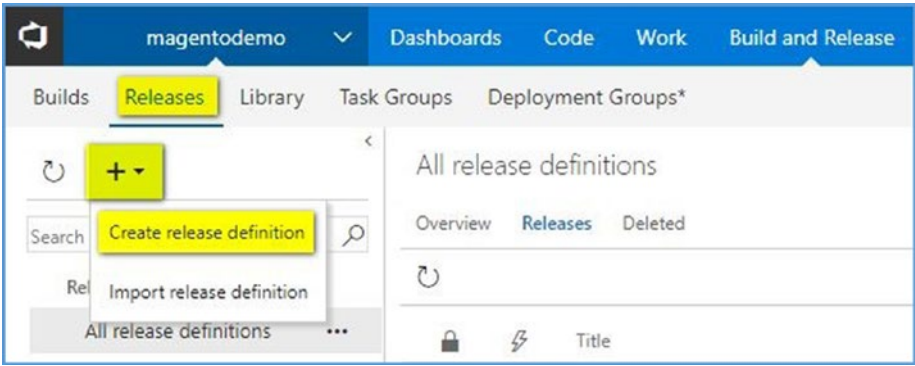 magentodemo Dashboards Code Work Build and Release
Builds Releases Library Task Groups Deployment Groups*
+
All release definitions
Search Create release definition
Overview Releases Deleted
Rel Import release definition
All release definitions ...
Title